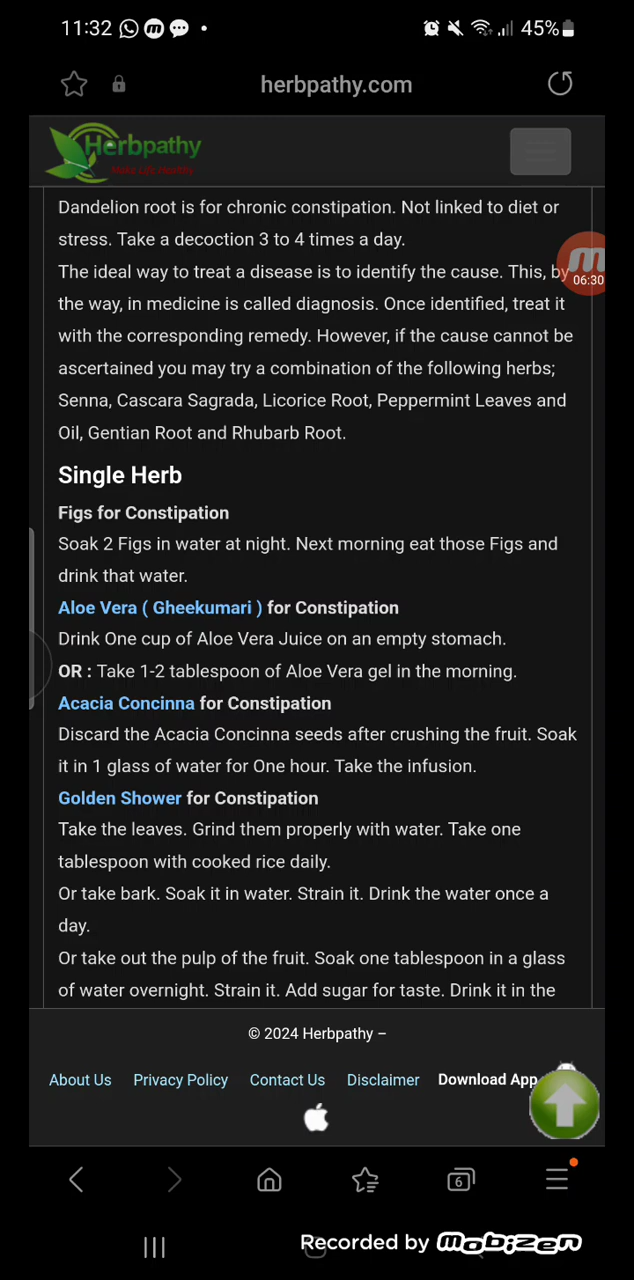 11:32
45%
herbpathy.com
Herbpathy
Make Life Healthy
Dandelion root is for chronic constipation. Not linked to diet or
stress. Take a decoction 3 to 4 times a day.
The ideal way to treat a disease is to identify the cause. This, by
the way, in medicine is called diagnosis. Once identified, treat it
06:30
with the corresponding remedy. However, if the cause cannot be
ascertained you may try a combination of the following herbs;
Senna, Cascara Sagrada, Licorice Root, Peppermint Leaves and
Oil, Gentian Root and Rhubarb Root.
Single Herb
Figs for Constipation
Soak 2 Figs in water at night. Next morning eat those Figs and
drink that water.
Aloe Vera ( Gheekumari ) for Constipation
Drink One cup of Aloe Vera Juice on an empty stomach.
OR : Take 1-2 tablespoon of Aloe Vera gel in the morning.
Acacia Concinna for Constipation
Discard the Acacia Concinna seeds after crushing the fruit. Soak
it in 1 glass of water for One hour. Take the infusion.
Golden Shower for Constipation
Take the leaves. Grind them properly with water. Take one
tablespoon with cooked rice daily.
Or take bark. Soak it in water. Strain it. Drink the water once a
day.
Or take out the pulp of the fruit. Soak one tablespoon in a glass
of water overnight. Strain it. Add sugar for taste. Drink it in the
© 2024 Herbpathy –
About Us Privacy Policy Contact Us Disclaimer Download App
6
Recorded by Mobizen